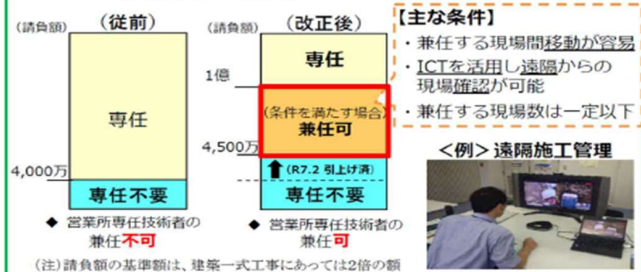 (従前)
(請負額)
専任
4,000万
専任不要
◆ 営業所専任技術者の
兼任不可
(改正後)
(請負額)
専任
1億
(条件を満たす場合)
兼任可
4,500万
(R7.2 引上げ済)
専任不要
◆ 営業所専任技術者の
兼任可
(注)請負額の基準額は、建築一式工事にあっては2倍の額
【主な条件】
・兼任する現場間移動が容易
・ICTを活用し遠隔からの
現場確認が可能
・兼任する現場数は一定以下
<例>遠隔施工管理